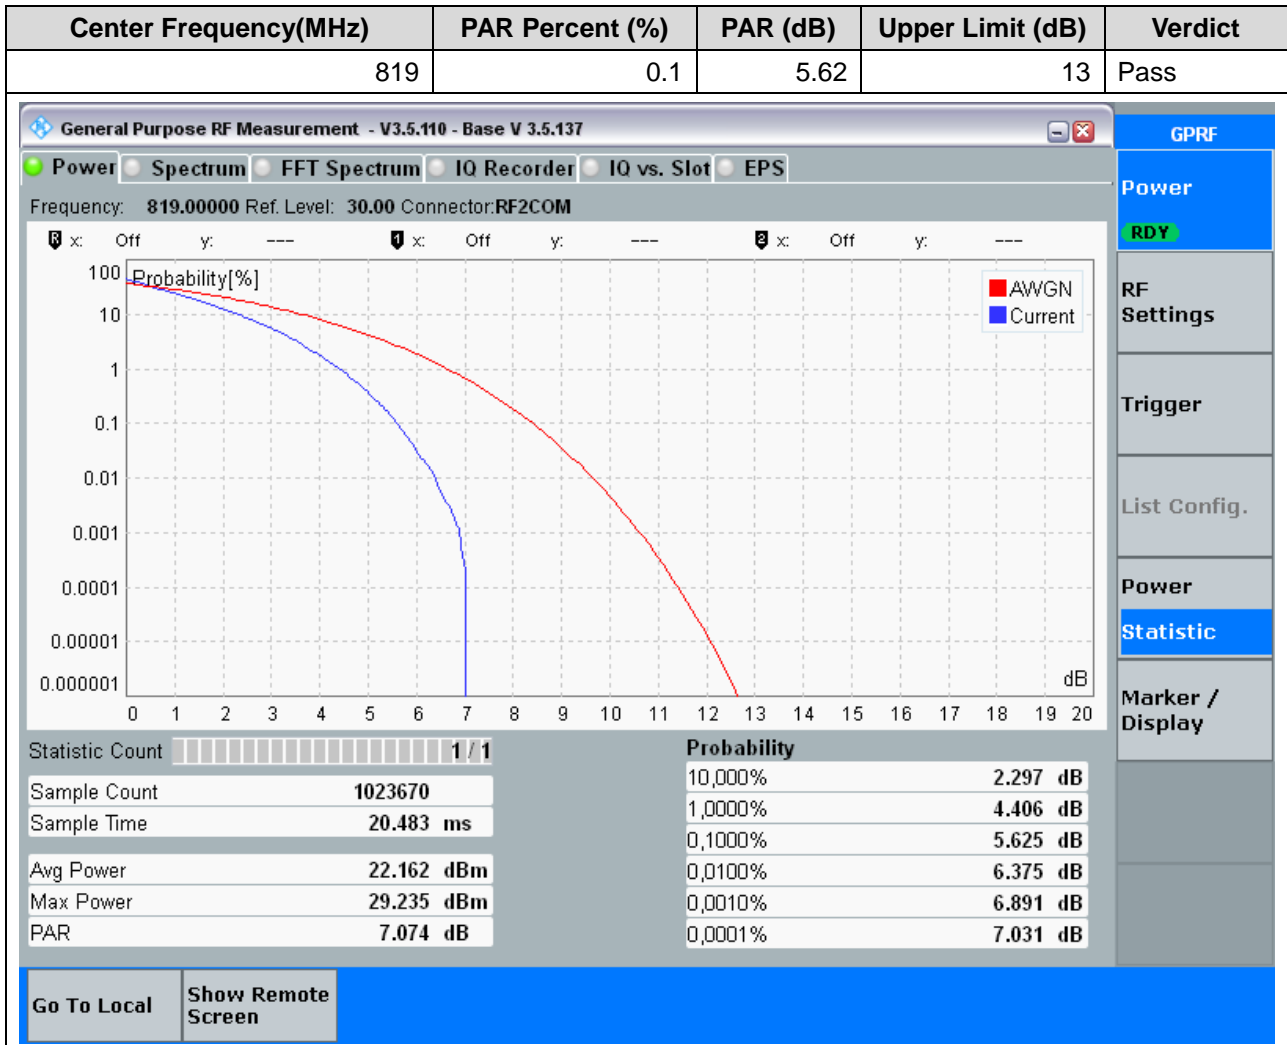 Center Frequency(MHz) PAR Percent (%) PAR (dB) Upper Limit (dB) Verdict
819 0.1 5.62 13 Pass
General Purpose RF Measurement - V3.5.110 - Base V 3.5.137
GPRF
Power Spectrum FFT Spectrum IQ Recorder IQ vs. Slot EPS
Frequency: 819.00000 Ref. Level: 30.00 Connector:RF2COM
R x: Off y: --- 1 x: Off y: --- 2 x: Off y: ---
Probability[%]
AWGN
Current
100
10
1
0.1
0.01
0.001
0.0001
0.00001
0.000001
dB
0 1 2 3 4 5 6 7 8 9 10 11 12 13 14 15 16 17 18 19 20
Power
RDY
RF
Settings
Trigger
List Config.
Power
Statistic
Marker /
Display
Statistic Count 1 / 1
Sample Count 1023670
Sample Time 20.483 ms
Avg Power 22.162 dBm
Max Power 29.235 dBm
PAR 7.074 dB
Probability
10,000% 2.297 dB
1,0000% 4.406 dB
0,1000% 5.625 dB
0,0100% 6.375 dB
0,0010% 6.891 dB
0,0001% 7.031 dB
Go To Local
Show Remote
Screen